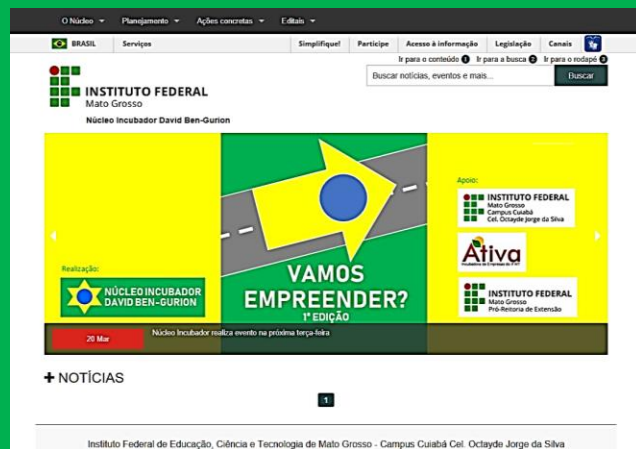 O Núcleo Planejamento Ações concretas Editais
BRASIL Serviços Simplifique! Participe Acesso à informação Legislação Canais
Ir para o conteúdo 1 Ir para a busca 2 Ir para o rodapé 3
Buscar notícias, eventos e mais... Buscar
INSTITUTO FEDERAL
Mato Grosso
Núcleo Incubador David Ben-Gurion
Realização:
NÚCLEO INCUBADOR
DAVID BEN-GURION
VAMOS
EMPREENDER?
1ª EDIÇÃO
Apoio:
INSTITUTO FEDERAL
Mato Grosso
Campus Cuiabá
Cel. Octayde Jorge da Silva
Ativa
Incubadora de Empresas do IFMT
INSTITUTO FEDERAL
Mato Grosso
Pró-Reitoria de Extensão
20 Mar Núcleo Incubador realiza evento na próxima terça-feira
+ NOTÍCIAS
1
Instituto Federal de Educação, Ciência e Tecnologia de Mato Grosso - Campus Cuiabá Cel. Octayde Jorge da Silva